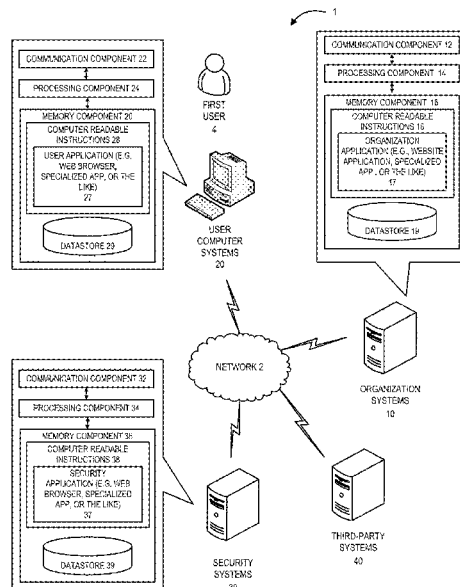 1
COMMUNICATION COMPONENT 22
PROCESSING COMPONENT 24
MEMORY COMPONENT 26
COMPUTER READABLE
INSTRUCTIONS 28
USER APPLICATION (E.G.
WEB BROWSER,
SPECIALIZED APP, OR THE
LIKE)
27
DATASTORE 29
FIRST
USER
4
USER
COMPUTER
SYSTEMS
20
COMMUNICATION COMPONENT 12
PROCESSING COMPONENT 14
MEMORY COMPONENT 18
COMPUTER READABLE
INSTRUCTIONS 16
ORGANIZATION
APPLICATION (E.G., WEBSITE
APPLICATION, SPECIALIZED
APP, OR THE LIKE)
17
DATASTORE 19
NETWORK 2
ORGANIZATION
SYSTEMS
10
COMMUNICATION COMPONENT 32
PROCESSING COMPONENT 34
MEMORY COMPONENT 36
COMPUTER READABLE
INSTRUCTIONS 38
SECURITY
APPLICATION (E.G. WEB
BROWSER, SPECIALIZED
APP, OR THE LIKE)
37
DATASTORE 39
SECURITY
SYSTEMS
THIRD-PARTY
SYSTEMS
40